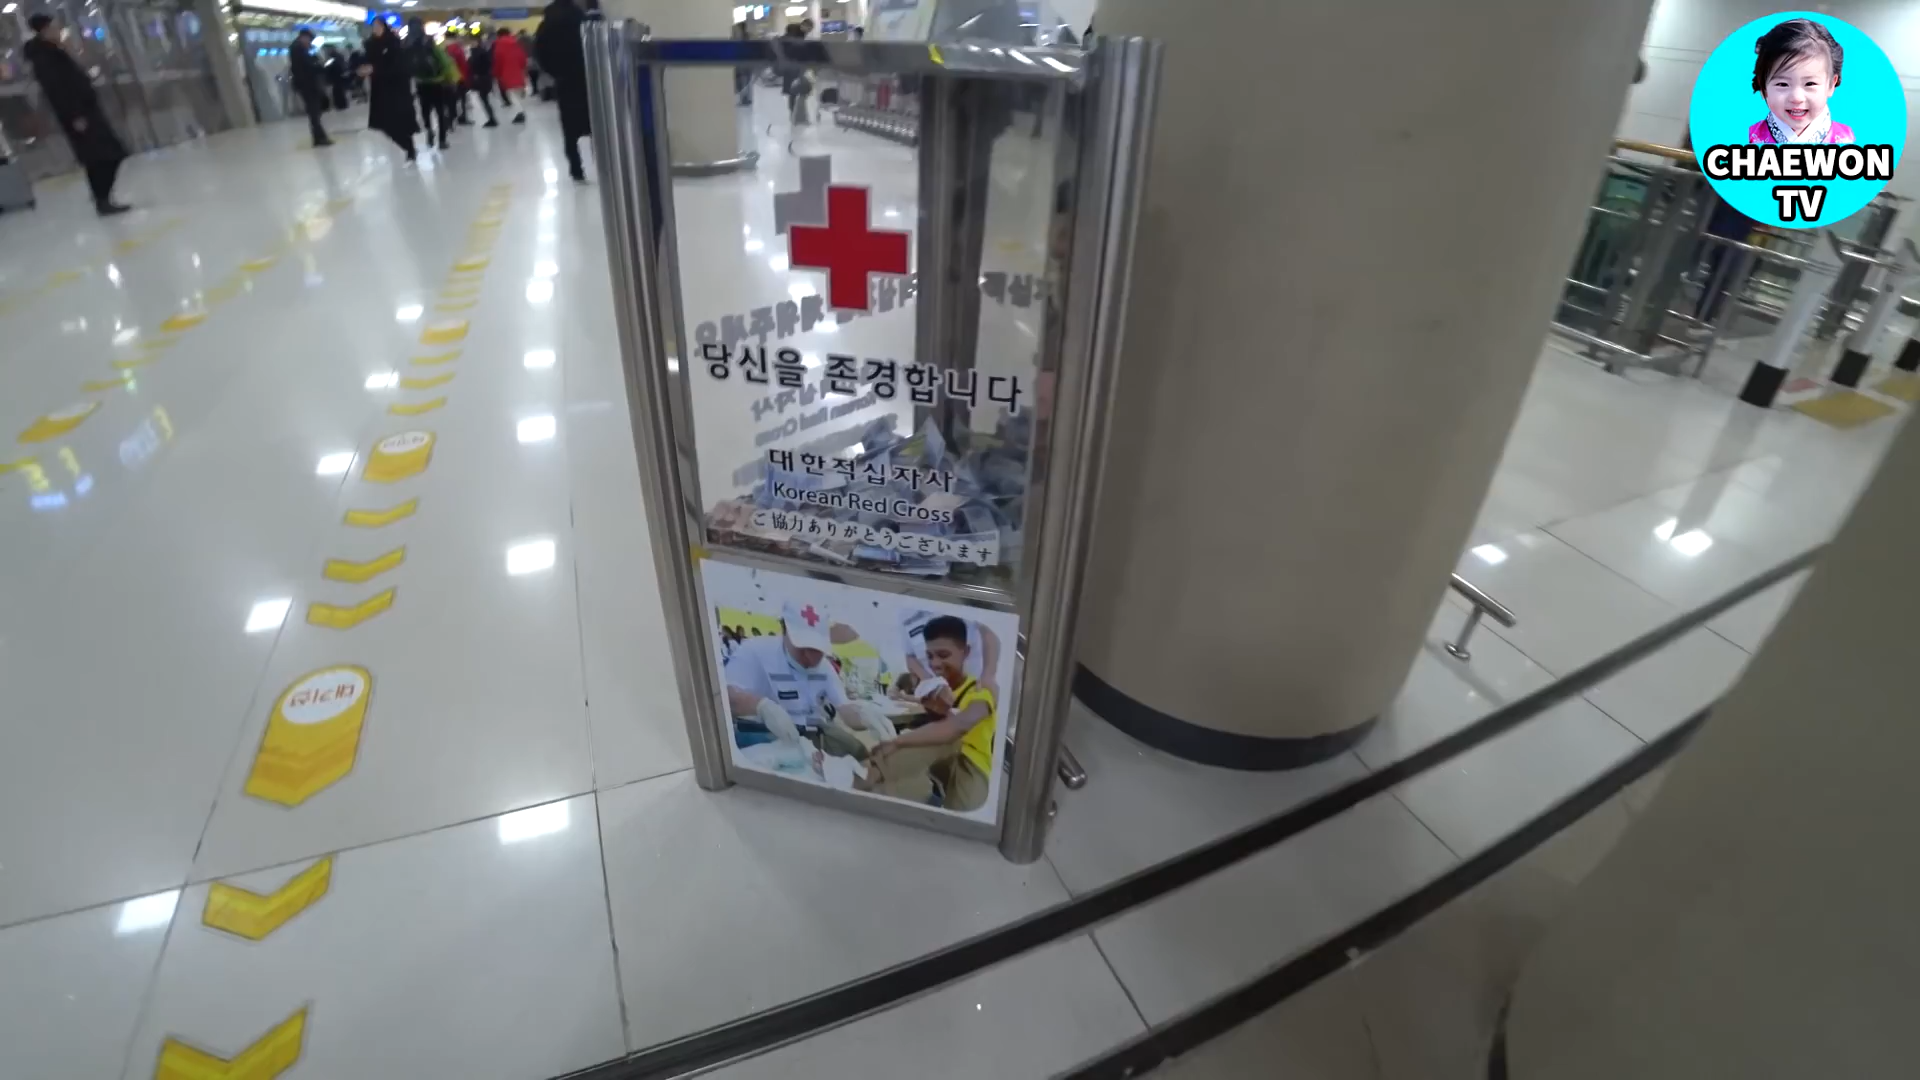 CHAEWON
TV
당신을 존경합니다
대한적십자사
Korean Red Cross
ご協力ありがとうございます